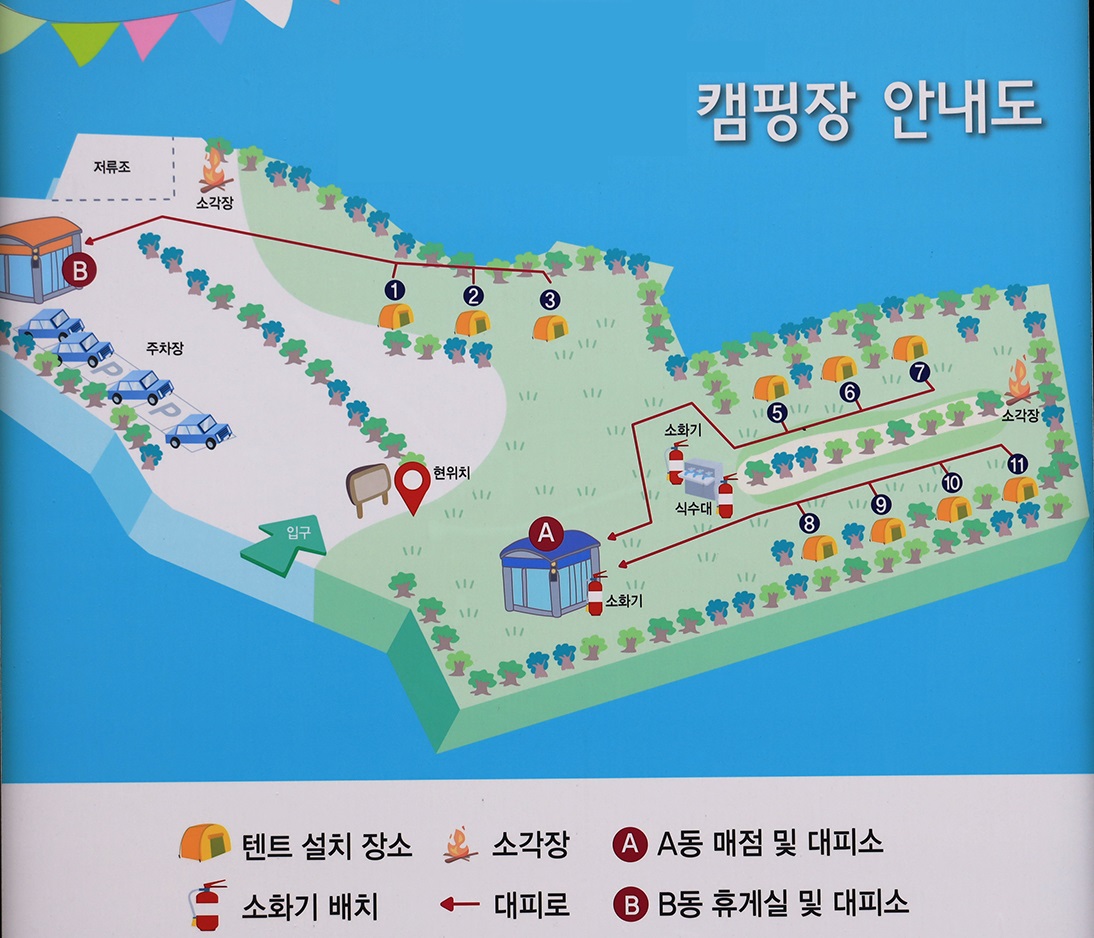 캠핑장 안내도
저류조
소각장
B
1
2
3
주차장
P
P
7
6
5
소화기
소각장
현위치
식수대
11
10
9
8
입구
A
소화기
텐트 설치 장소
소각장
A A동 매점 및 대피소
소화기 배치
대피로
B B동 휴게실 및 대피소